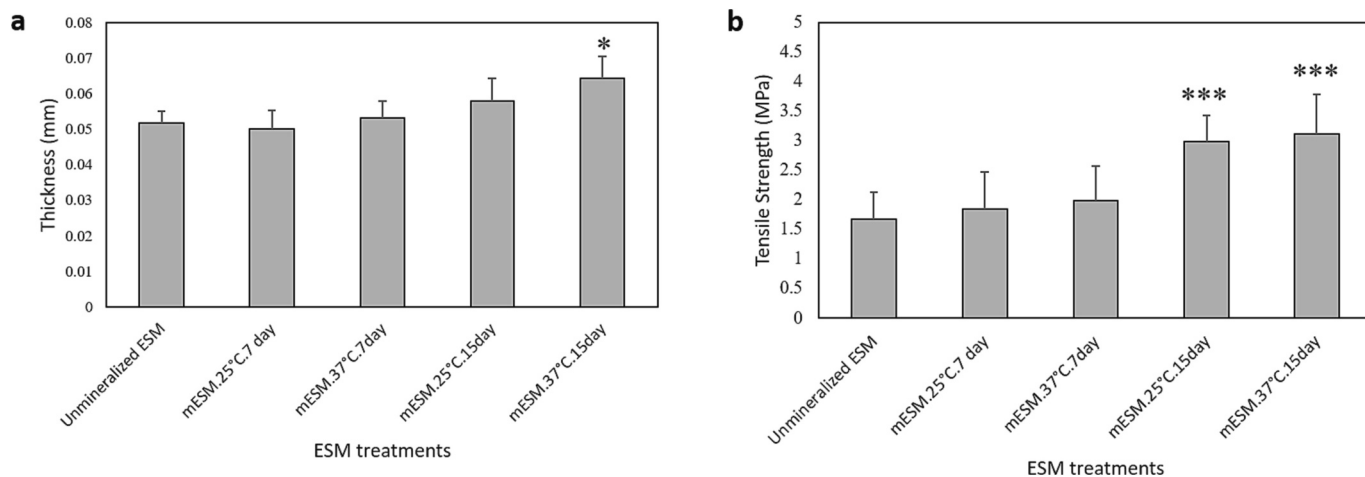 a
0.08
0.07
0.06
0.05
0.04
0.03
0.02
0.01
0
Thickness (mm)
*
Unmineralized ESM
mESM.25°C.7 day
mESM.37°C.7day
mESM.25°C.15day
mESM.37°C.15day
ESM treatments
b
5
4.5
4
3.5
3
2.5
2
1.5
1
0.5
0
Tensile Strength (MPa)
***
***
Unmineralized ESM
mESM.25°C.7 day
mESM.37°C.7day
mESM.25°C.15day
mESM.37°C.15day
ESM treatments